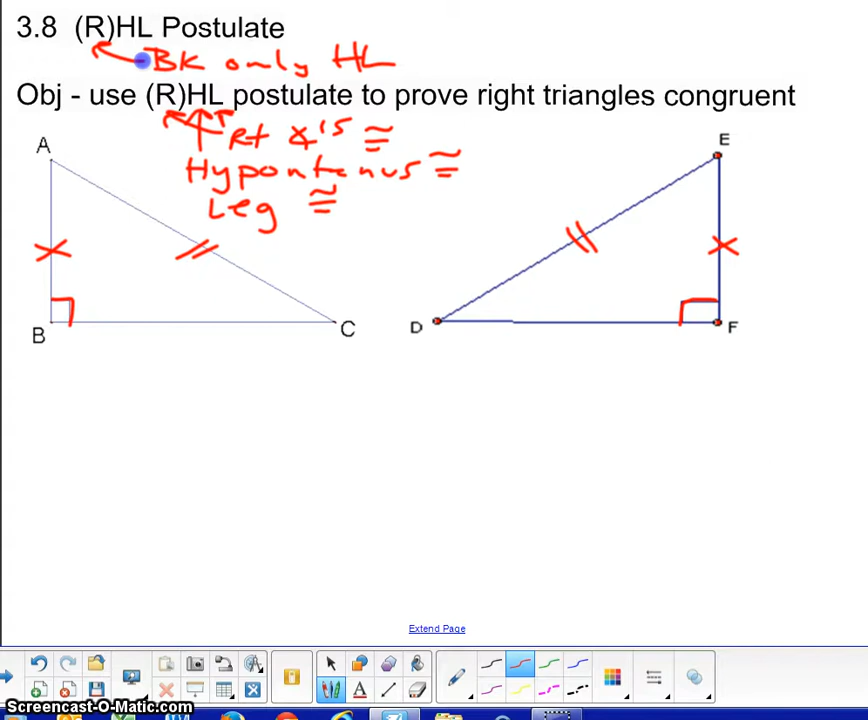 3.8 (R)HL Postulate
BK only HL
Obj - use (R)HL postulate to prove right triangles congruent
Rt ∡'s ≅
Hypontenus ≅
Leg ≅
A
E
B
C
D
F
Extend Page
A
Screencast-O-Matic.com